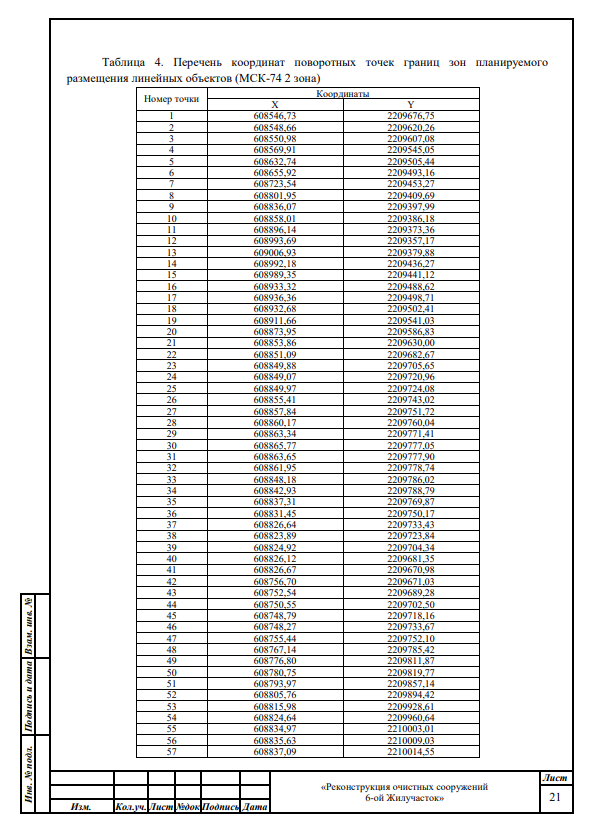 Таблица 4. Перечень координат поворотных точек границ зон планируемого
размещения линейных объектов (МСК-74 2 зона)
Номер точки Координаты
X Y
1 608546,73 2209676,75
2 608548,66 2209620,26
3 608550,98 2209607,08
4 608569,91 2209545,05
5 608632,74 2209505,44
6 608655,92 2209493,16
7 608723,54 2209453,27
8 608801,95 2209409,69
9 608836,07 2209397,99
10 608858,01 2209386,18
11 608896,14 2209373,36
12 608993,69 2209357,17
13 609006,93 2209379,88
14 608992,18 2209436,27
15 608989,35 2209441,12
16 608933,32 2209488,62
17 608936,36 2209498,71
18 608932,68 2209502,41
19 608911,66 2209541,03
20 608873,95 2209586,83
21 608853,86 2209630,00
22 608851,09 2209682,67
23 608849,88 2209705,65
24 608849,07 2209720,96
25 608849,97 2209724,08
26 608855,41 2209743,02
27 608857,84 2209751,72
28 608860,17 2209760,04
29 608863,34 2209771,41
30 608865,77 2209777,05
31 608863,65 2209777,90
32 608861,95 2209778,74
33 608848,18 2209786,02
34 608842,93 2209788,79
35 608837,31 2209769,87
36 608831,45 2209750,17
37 608826,64 2209733,43
38 608823,89 2209723,84
39 608824,92 2209704,34
40 608826,12 2209681,35
41 608826,67 2209670,98
42 608756,70 2209671,03
43 608752,54 2209689,28
44 608750,55 2209702,50
45 608748,79 2209718,16
46 608748,27 2209733,67
47 608755,44 2209752,10
48 608767,14 2209785,42
49 608776,80 2209811,87
50 608780,75 2209819,77
51 608793,97 2209857,14
52 608805,76 2209894,42
53 608815,98 2209928,61
54 608824,64 2209960,64
55 608834,97 2210003,01
56 608835,63 2210009,03
57 608837,09 2210014,55
Взам. инв. №
Подпись и дата
Инв. № подл.
Изм. Кол.уч. Лист №док Подпись Дата
«Реконструкция очистных сооружений
6-ой Жилучасток»
Лист
21